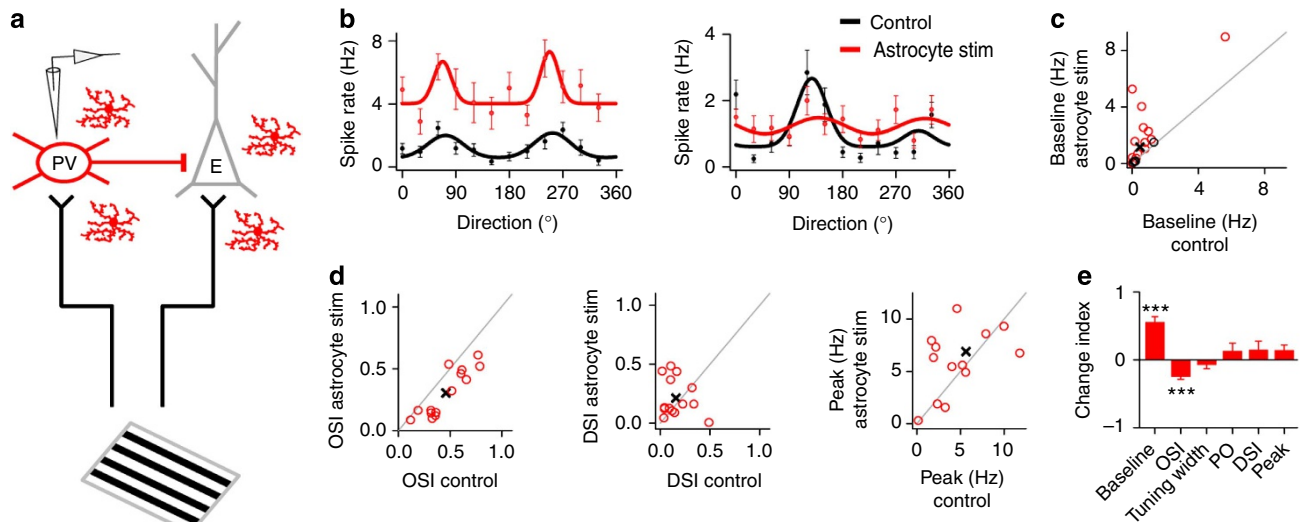 a
PV
E
b
Spike rate (Hz)
8
4
0
0 90 180 270 360
Direction (°)
Spike rate (Hz)
4
2
0
0 90 180 270 360
Direction (°)
Control
Astrocyte stim
c
Baseline (Hz)
astrocyte stim
8
4
0
0 4 8
Baseline (Hz)
control
d
OSI astrocyte stim
1.0
0.5
0.0
0.0 0.5 1.0
OSI control
DSI astrocyte stim
1.0
0.5
0.0
0.0 0.5 1.0
DSI control
Peak (Hz)
astrocyte stim
10
5
0
0 5 10
Peak (Hz)
control
e
Change index
1
0
−1
***
***
Baseline
OSI
Tuning width
PO
DSI
Peak